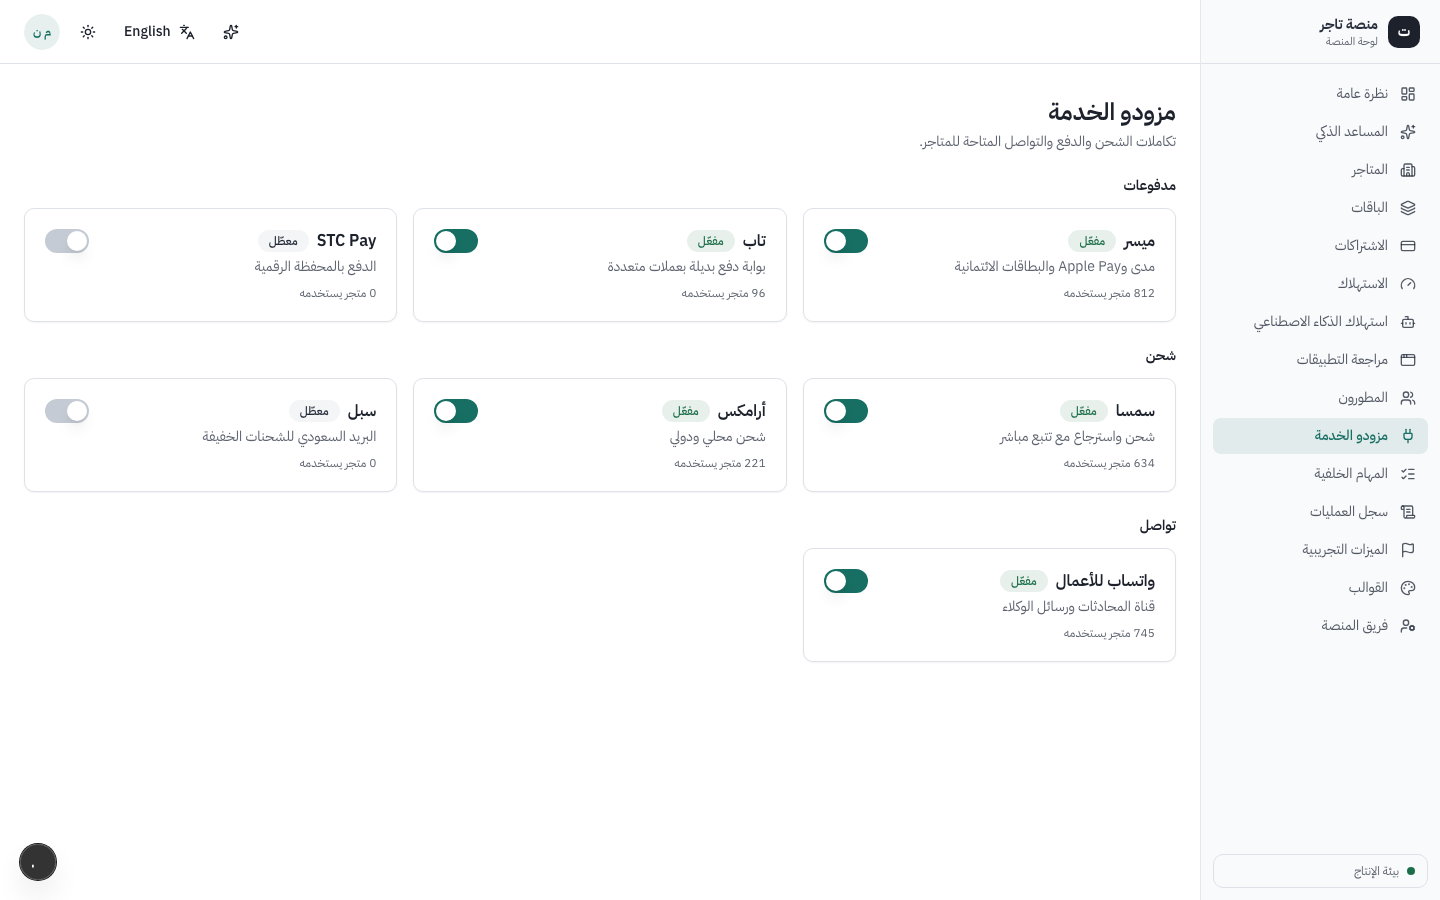 ت
منصة تاجر
لوحة المنصة
English
م ن
نظرة عامة
المساعد الذكي
المتاجر
الباقات
الاشتراكات
الاستهلاك
استهلاك الذكاء الاصطناعي
مراجعة التطبيقات
المطورون
مزودو الخدمة
المهام الخلفية
سجل العمليات
الميزات التجريبية
القوالب
فريق المنصة
بيئة الإنتاج
مزودو الخدمة
تكاملات الشحن والدفع والتواصل المتاحة للمتاجر.
مدفوعات
ميسر مفعّل
مدى وApple Pay والبطاقات الائتمانية
812 متجر يستخدمه
تاب مفعّل
بوابة دفع بديلة بعملات متعددة
96 متجر يستخدمه
STC Pay معطّل
الدفع بالمحفظة الرقمية
0 متجر يستخدمه
شحن
سمسا مفعّل
شحن واسترجاع مع تتبع مباشر
634 متجر يستخدمه
أرامكس مفعّل
شحن محلي ودولي
221 متجر يستخدمه
سبل معطّل
البريد السعودي للشحنات الخفيفة
0 متجر يستخدمه
تواصل
واتساب للأعمال مفعّل
قناة المحادثات ورسائل الوكلاء
745 متجر يستخدمه